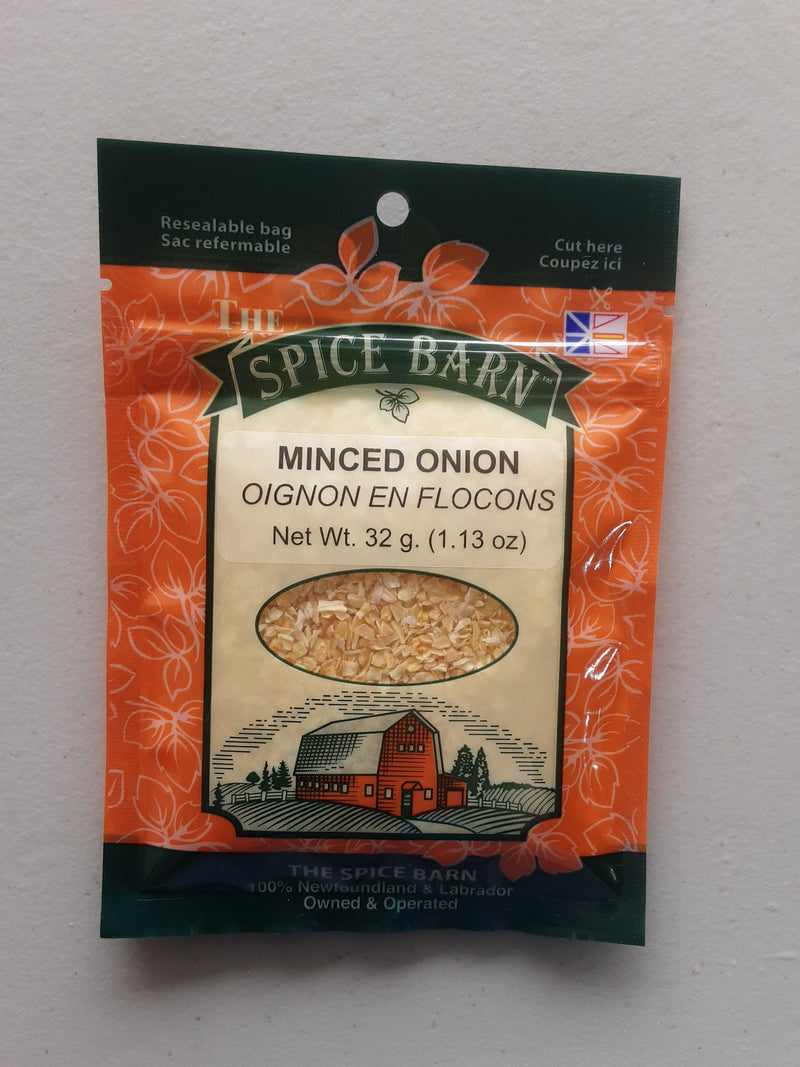 Resealable bag
Sac refermable
Cut here
Coupez ici
THE
SPICE BARN™
MINCED ONION
OIGNON EN FLOCONS
Net Wt. 32 g. (1.13 oz)
THE SPICE BARN
100% Newfoundland & Labrador
Owned & Operated